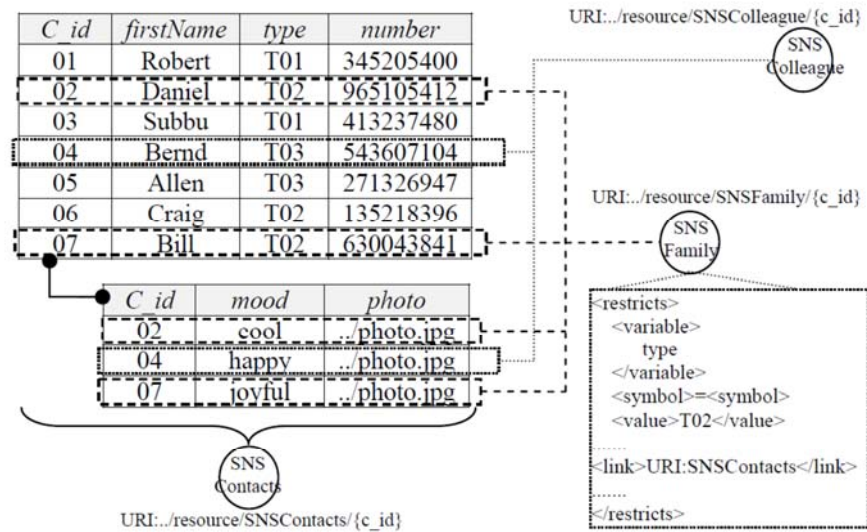 C_id firstName type number
01 Robert T01 345205400
02 Daniel T02 965105412
03 Subbu T01 413237480
04 Bernd T03 543607104
05 Allen T03 271326947
06 Craig T02 135218396
07 Bill T02 630043841
C_id mood photo
02 cool ../photo.jpg
04 happy ../photo.jpg
07 joyful ../photo.jpg
SNS
Contacts
URI:../resource/SNSContacts/{c_id}
URI:../resource/SNSColleague/{c_id}
SNS
Colleague
URI:../resource/SNSFamily/{c_id}
SNS
Family
<restricts>
<variable>
type
</variable>
<symbol>=<symbol>
<value>T02</value>
......
<link>URI:SNSContacts</link>
......
</restricts>